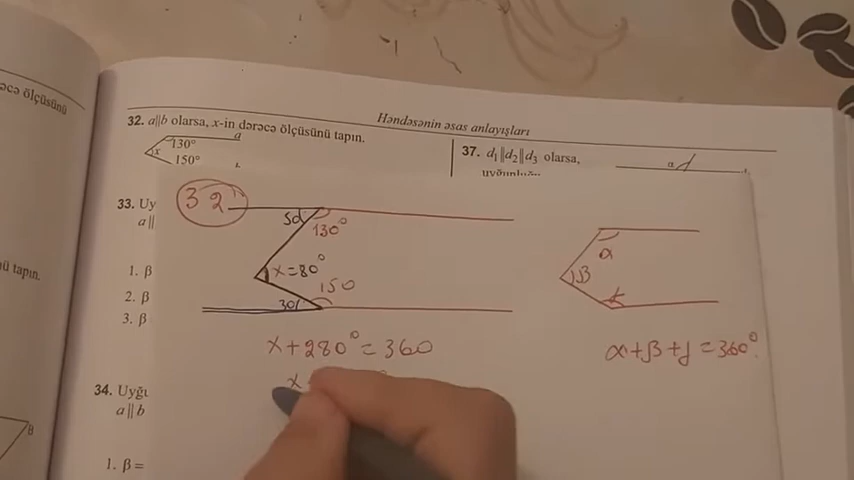 əcə ölçüsünü
Həndəsənin əsas anlayışları
32. a||b olarsa, x-in dərəcə ölçüsünü tapın.
a
130°
x
150°
37. d₁||d₂||d₃ olarsa,
α
33. Uy
a||
32
50
130°
x=80°
150
30
α
β
ü tapın.
1. β
2. β
3. β
x+280°=360
α+β+γ=360°.
x
34. Uyğu
a||b
B
1. β=